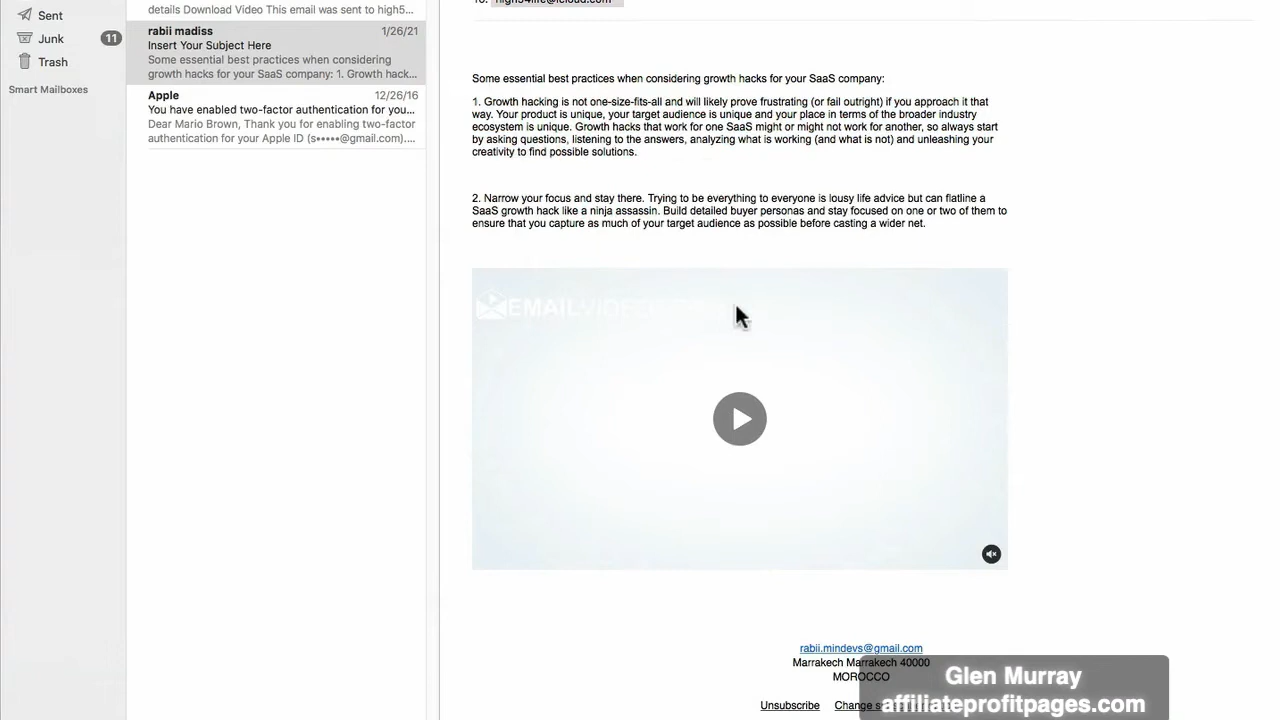 Sent
Junk
11
Trash
Smart Mailboxes
details Download Video This email was sent to high5...
rabii madiss
1/26/21
Insert Your Subject Here
Some essential best practices when considering
growth hacks for your SaaS company: 1. Growth hack...
Apple
12/26/16
You have enabled two-factor authentication for you...
Dear Mario Brown, Thank you for enabling two-factor
authentication for your Apple ID (s•••••@gmail.com)....
To: high54life@icloud.com
Some essential best practices when considering growth hacks for your SaaS company:
1. Growth hacking is not one-size-fits-all and will likely prove frustrating (or fail outright) if you approach it that
way. Your product is unique, your target audience is unique and your place in terms of the broader industry
ecosystem is unique. Growth hacks that work for one SaaS might or might not work for another, so always start
by asking questions, listening to the answers, analyzing what is working (and what is not) and unleashing your
creativity to find possible solutions.
2. Narrow your focus and stay there. Trying to be everything to everyone is lousy life advice but can flatline a
SaaS growth hack like a ninja assassin. Build detailed buyer personas and stay focused on one or two of them to
ensure that you capture as much of your target audience as possible before casting a wider net.
EMAILVIDEO
rabii.mindevs@gmail.com
Marrakech Marrakech 40000
MOROCCO
Unsubscribe
Change
Glen Murray
affiliateprofitpages.com